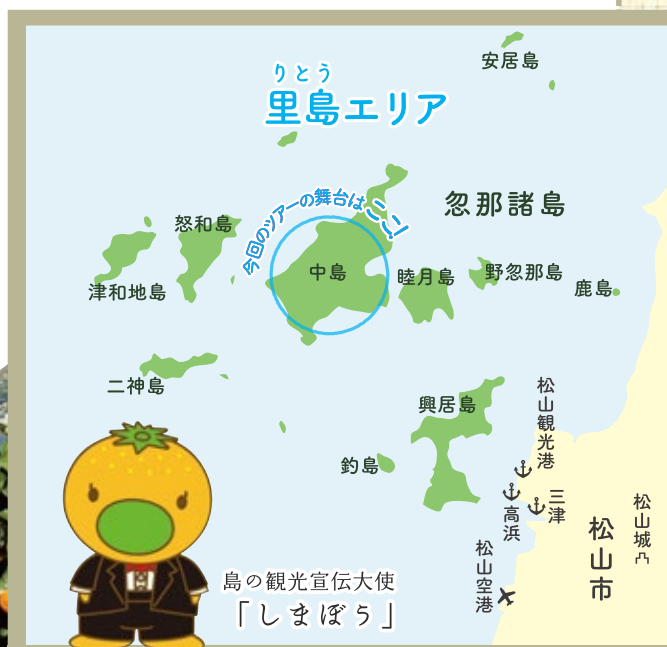 安居島
りとう
里島エリア
忽那諸島
今回のツアーの舞台はここ!
怒和島
中島
睦月島
野忽那島
津和地島
鹿島
二神島
興居島
松山観光港
釣島
三津
高浜
松山城
松山市
松山空港
島の観光宣伝大使
「しまぼう」